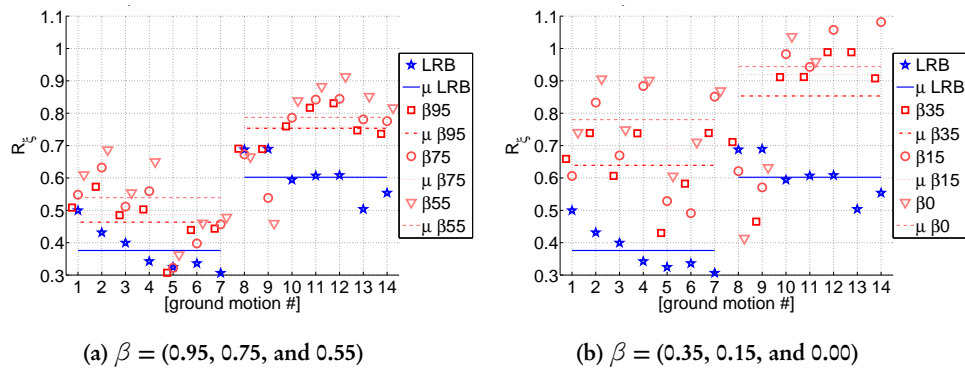 1.1
1
0.9
0.8
0.7
0.6
0.5
0.4
0.3
Rξ
1 2 3 4 5 6 7 8 9 10 11 12 13 14
[ground motion #]
LRB
μ LRB
β95
μ β95
β75
μ β75
β55
μ β55
(a) β = (0.95, 0.75, and 0.55)
1.1
1
0.9
0.8
0.7
0.6
0.5
0.4
0.3
Rξ
1 2 3 4 5 6 7 8 9 10 11 12 13 14
[ground motion #]
LRB
μ LRB
β35
μ β35
β15
μ β15
β0
μ β0
(b) β = (0.35, 0.15, and 0.00)